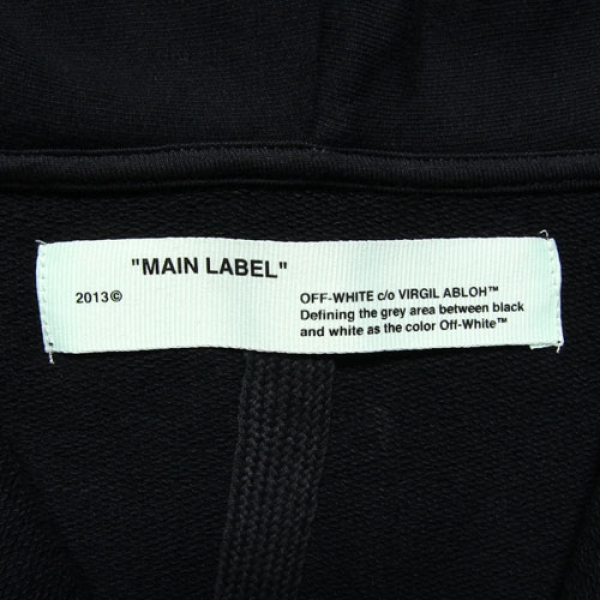 "MAIN LABEL"
2013©
OFF-WHITE c/o VIRGIL ABLOH™
Defining the grey area between black
and white as the color Off-White™